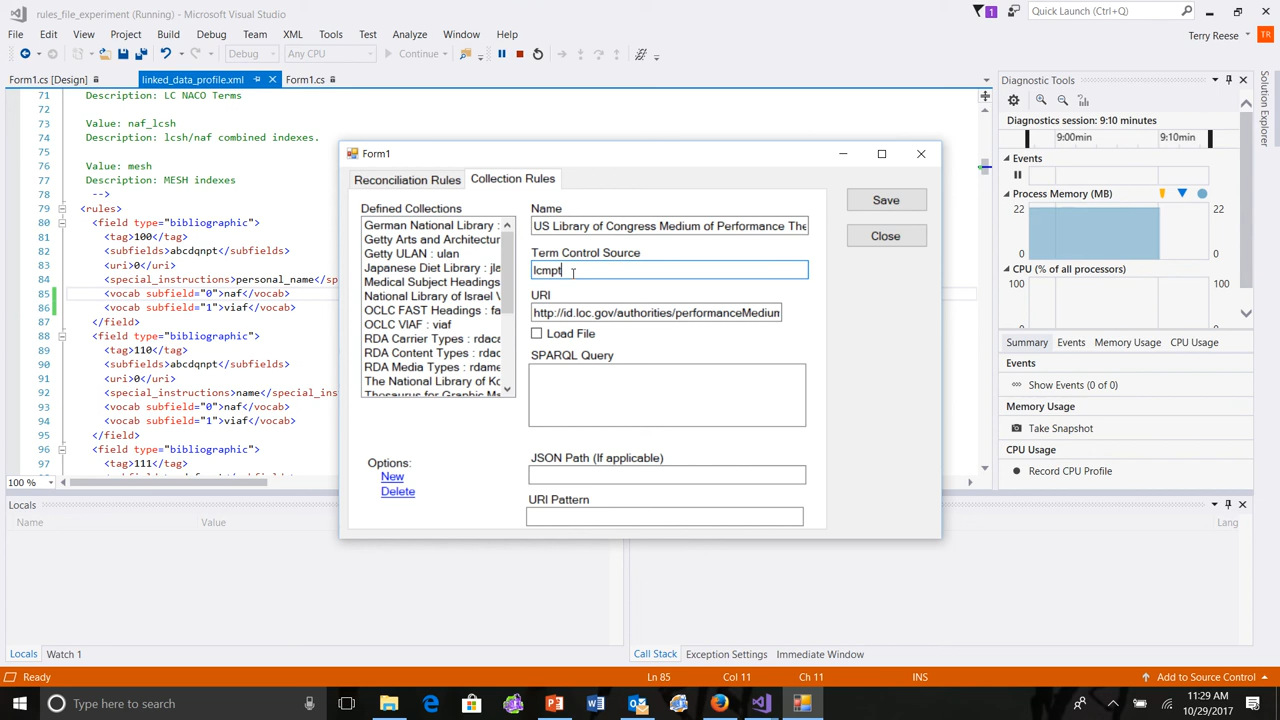 rules_file_experiment (Running) - Microsoft Visual Studio
1
Quick Launch (Ctrl+Q)
File Edit View Project Build Debug Team XML Tools Test Analyze Window Help
Terry Reese
TR
Debug Any CPU Continue
Form1.cs [Design] linked_data_profile.xml Form1.cs
Diagnostic Tools
Solution Explorer
71 Description: LC NACO Terms
72
73 Value: naf_lcsh
74 Description: lcsh/naf combined indexes.
75
76 Value: mesh
77 Description: MESH indexes
78 -->
79 <rules>
80 <field type="bibliographic">
81 <tag>100</tag>
82 <subfields>abcdqnpt</subfields>
83 <uri>0</uri>
84 <special_instructions>personal_name</sp
85 <vocab subfield="0">naf</vocab>
86 <vocab subfield="1">viaf</vocab>
87 </field>
88 <field type="bibliographic">
89 <tag>110</tag>
90 <subfields>abcdqnpt</subfields>
91 <uri>0</uri>
92 <special_instructions>name</special_ins
93 <vocab subfield="0">naf</vocab>
94 <vocab subfield="1">viaf</vocab>
95 </field>
96 <field type="bibliographic">
97 <tag>111</tag>
100 %
Form1
Reconciliation Rules Collection Rules
Defined Collections
German National Library :
Getty Arts and Architectur
Getty ULAN : ulan
Japanese Diet Library : jla
Medical Subject Headings
National Library of Israel V
OCLC FAST Headings : fa
OCLC VIAF : viaf
RDA Carrier Types : rdaca
RDA Content Types : rdac
RDA Media Types : rdame
The National Library of Ko
Thesaurus for Graphic Ma
Options:
New
Delete
Name
US Library of Congress Medium of Performance The
Term Control Source
lcmpt
URI
http://id.loc.gov/authorities/performanceMedium
Load File
SPARQL Query
JSON Path (If applicable)
URI Pattern
Save
Close
Diagnostics session: 9:10 minutes
9:00min 9:10min
Events
Process Memory (MB)
22 22
0 0
CPU (% of all processors)
100 100
Summary Events Memory Usage CPU Usage
Events
Show Events (0 of 0)
Memory Usage
Take Snapshot
CPU Usage
Record CPU Profile
Locals
Name Value
Lang
Locals Watch 1
Call Stack Exception Settings Immediate Window
Ready
Ln 85 Col 11 Ch 11 INS
Add to Source Control
Type here to search
11:29 AM
10/29/2017